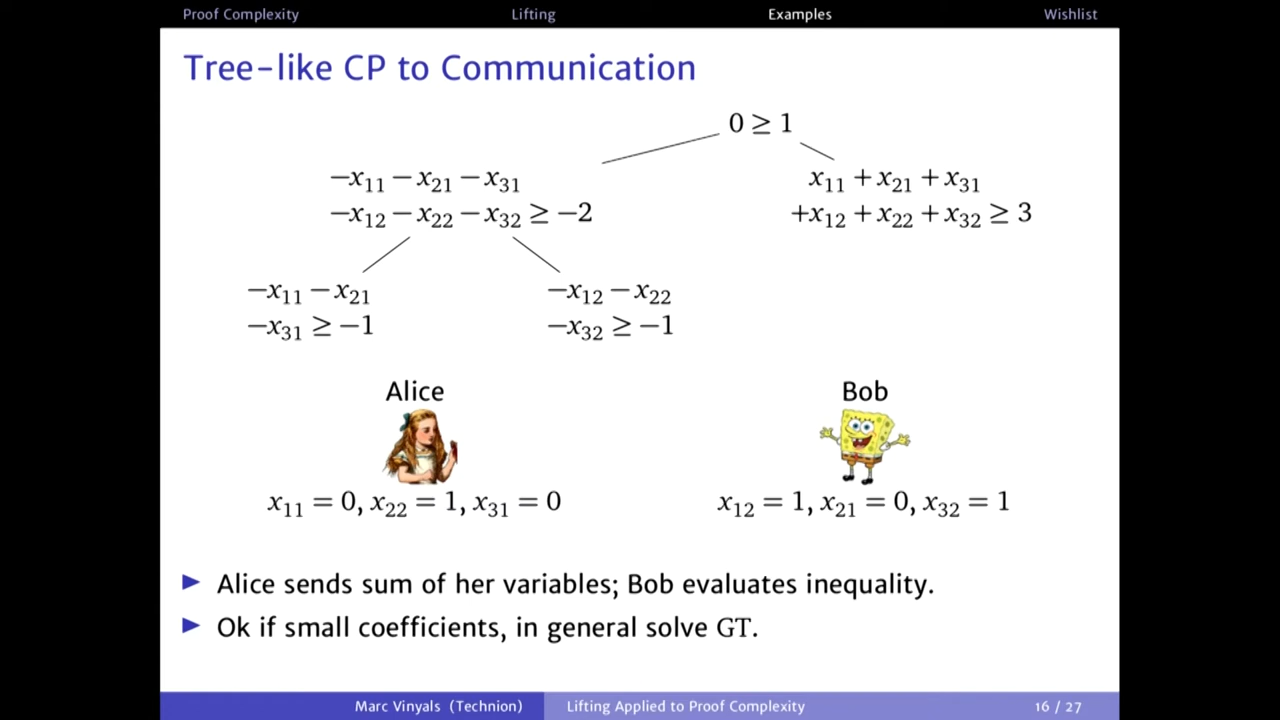 Proof Complexity Lifting Examples Wishlist
Tree-like CP to Communication
0 ≥ 1
−x₁₁ − x₂₁ − x₃₁
−x₁₂ − x₂₂ − x₃₂ ≥ −2
x₁₁ + x₂₁ + x₃₁
+x₁₂ + x₂₂ + x₃₂ ≥ 3
−x₁₁ − x₂₁
−x₃₁ ≥ −1
−x₁₂ − x₂₂
−x₃₂ ≥ −1
Alice
x₁₁ = 0, x₂₂ = 1, x₃₁ = 0
Bob
x₁₂ = 1, x₂₁ = 0, x₃₂ = 1
▶ Alice sends sum of her variables; Bob evaluates inequality.
▶ Ok if small coefficients, in general solve GT.
Marc Vinyals (Technion) Lifting Applied to Proof Complexity 16 / 27